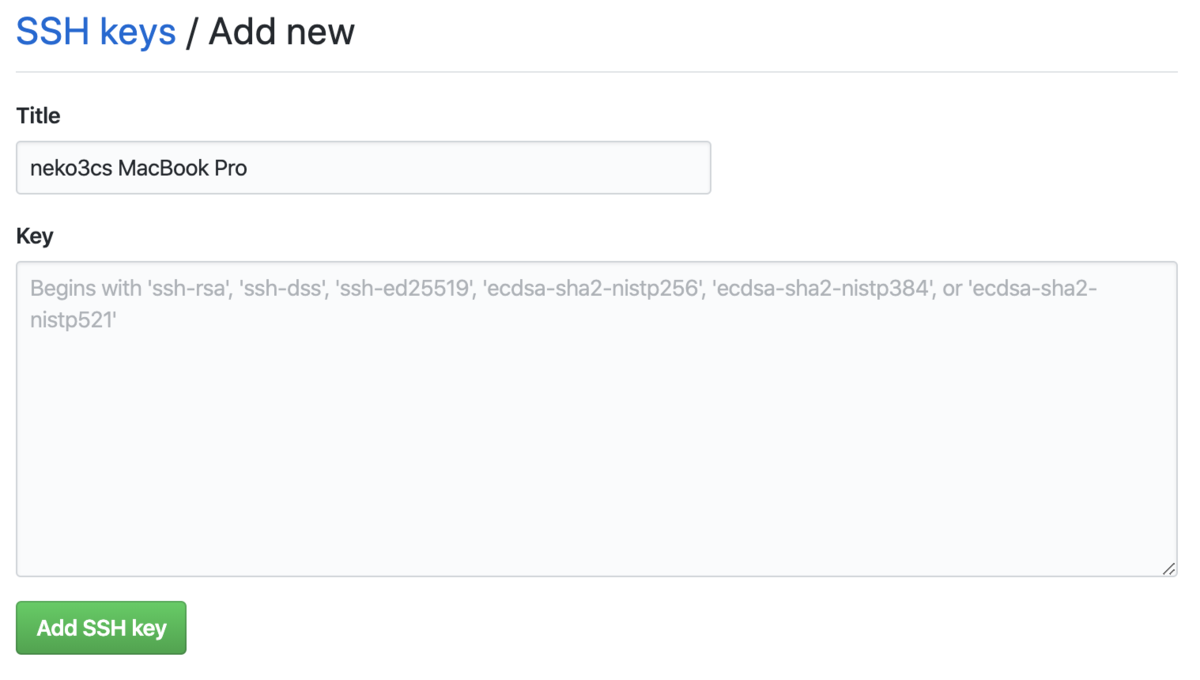 SSH keys / Add new
Title
neko3cs MacBook Pro
Key
Begins with 'ssh-rsa', 'ssh-dss', 'ssh-ed25519', 'ecdsa-sha2-nistp256', 'ecdsa-sha2-nistp384', or 'ecdsa-sha2-
nistp521'
Add SSH key